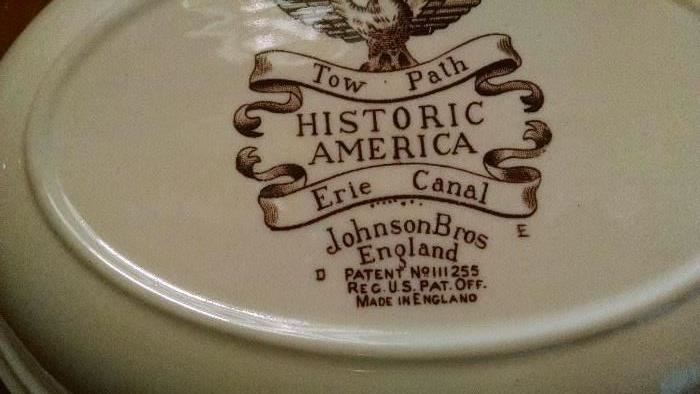 Tow Path
HISTORIC
AMERICA
Erie Canal
Johnson Bros
England
E
D
PATENT No 111255
REG. U.S. PAT. OFF.
MADE IN ENGLAND